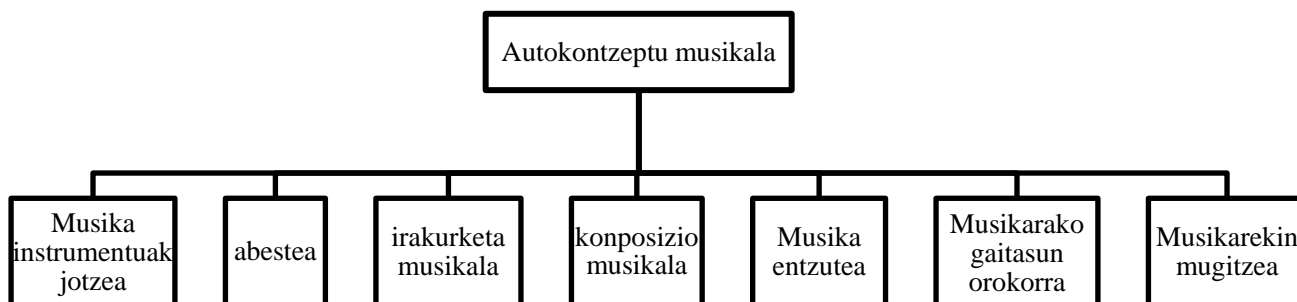 Autokontzeptu musikala
Musika
instrumentuak
jotzea
abestea
irakurketa
musikala
konposizio
musikala
Musika
entzutea
Musikarako
gaitasun
orokorra
Musikarekin
mugitzea